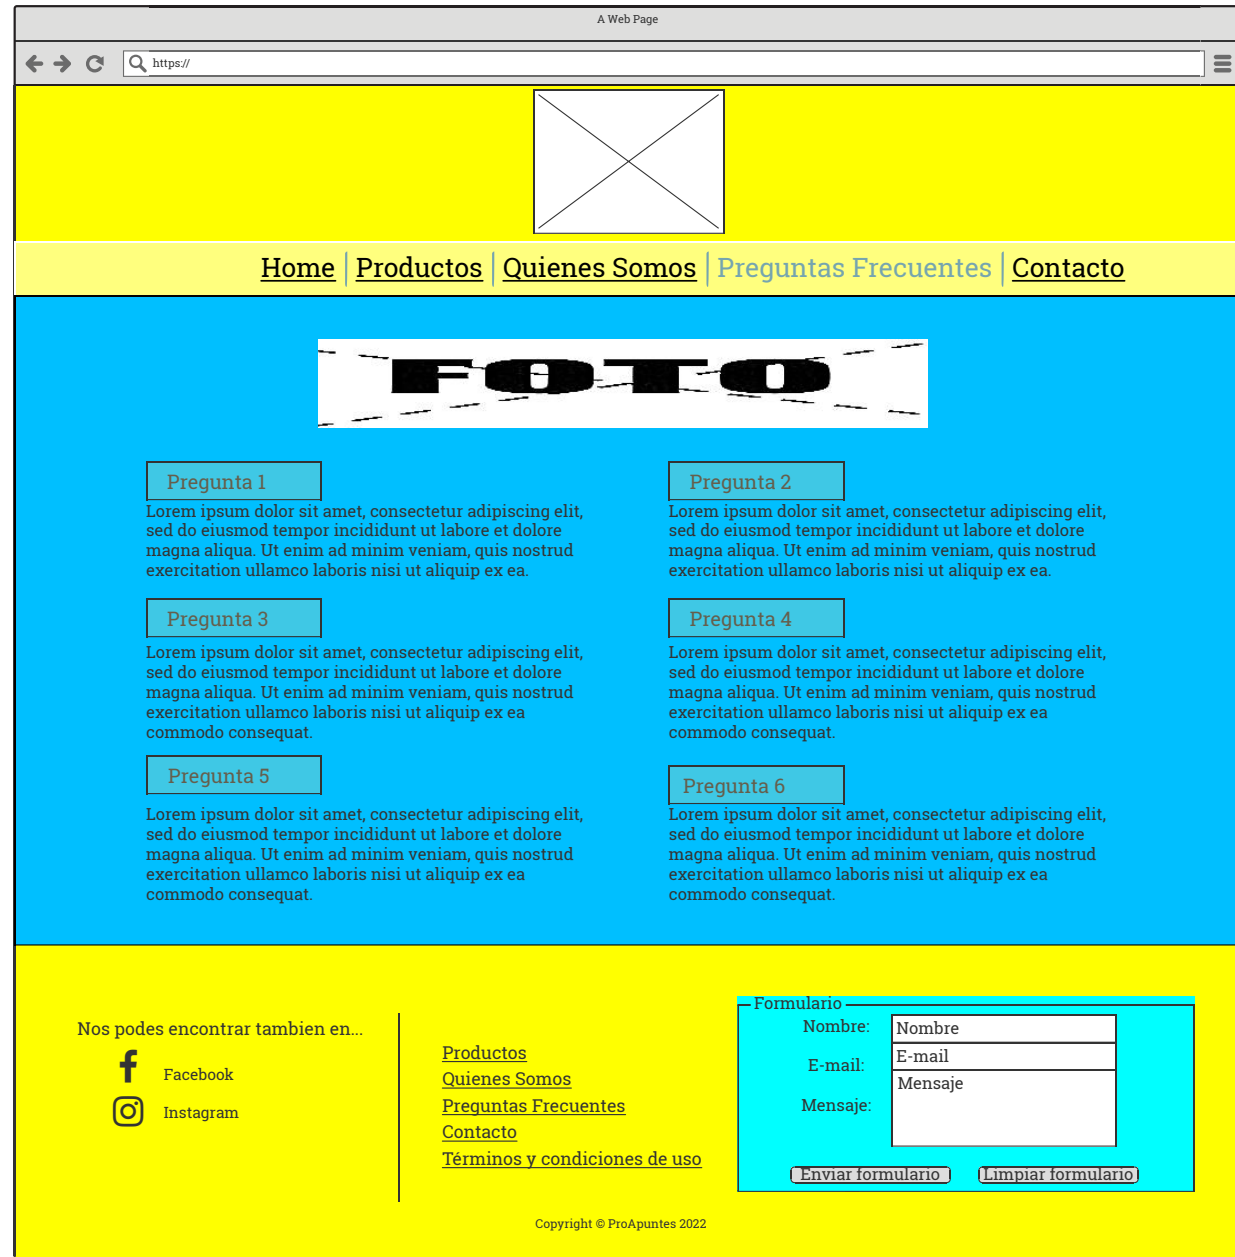 A Web Page
https://
Home | Productos | Quienes Somos | Preguntas Frecuentes | Contacto
FOTO
Pregunta 1
Lorem ipsum dolor sit amet, consectetur adipiscing elit,
sed do eiusmod tempor incididunt ut labore et dolore
magna aliqua. Ut enim ad minim veniam, quis nostrud
exercitation ullamco laboris nisi ut aliquip ex ea.
Pregunta 2
Lorem ipsum dolor sit amet, consectetur adipiscing elit,
sed do eiusmod tempor incididunt ut labore et dolore
magna aliqua. Ut enim ad minim veniam, quis nostrud
exercitation ullamco laboris nisi ut aliquip ex ea.
Pregunta 3
Lorem ipsum dolor sit amet, consectetur adipiscing elit,
sed do eiusmod tempor incididunt ut labore et dolore
magna aliqua. Ut enim ad minim veniam, quis nostrud
exercitation ullamco laboris nisi ut aliquip ex ea
commodo consequat.
Pregunta 4
Lorem ipsum dolor sit amet, consectetur adipiscing elit,
sed do eiusmod tempor incididunt ut labore et dolore
magna aliqua. Ut enim ad minim veniam, quis nostrud
exercitation ullamco laboris nisi ut aliquip ex ea
commodo consequat.
Pregunta 5
Lorem ipsum dolor sit amet, consectetur adipiscing elit,
sed do eiusmod tempor incididunt ut labore et dolore
magna aliqua. Ut enim ad minim veniam, quis nostrud
exercitation ullamco laboris nisi ut aliquip ex ea
commodo consequat.
Pregunta 6
Lorem ipsum dolor sit amet, consectetur adipiscing elit,
sed do eiusmod tempor incididunt ut labore et dolore
magna aliqua. Ut enim ad minim veniam, quis nostrud
exercitation ullamco laboris nisi ut aliquip ex ea
commodo consequat.
Nos podes encontrar tambien en...
Facebook
Instagram
Productos
Quienes Somos
Preguntas Frecuentes
Contacto
Términos y condiciones de uso
Formulario
Nombre: Nombre
E-mail: E-mail
Mensaje: Mensaje
Enviar formulario Limpiar formulario
Copyright © ProApuntes 2022